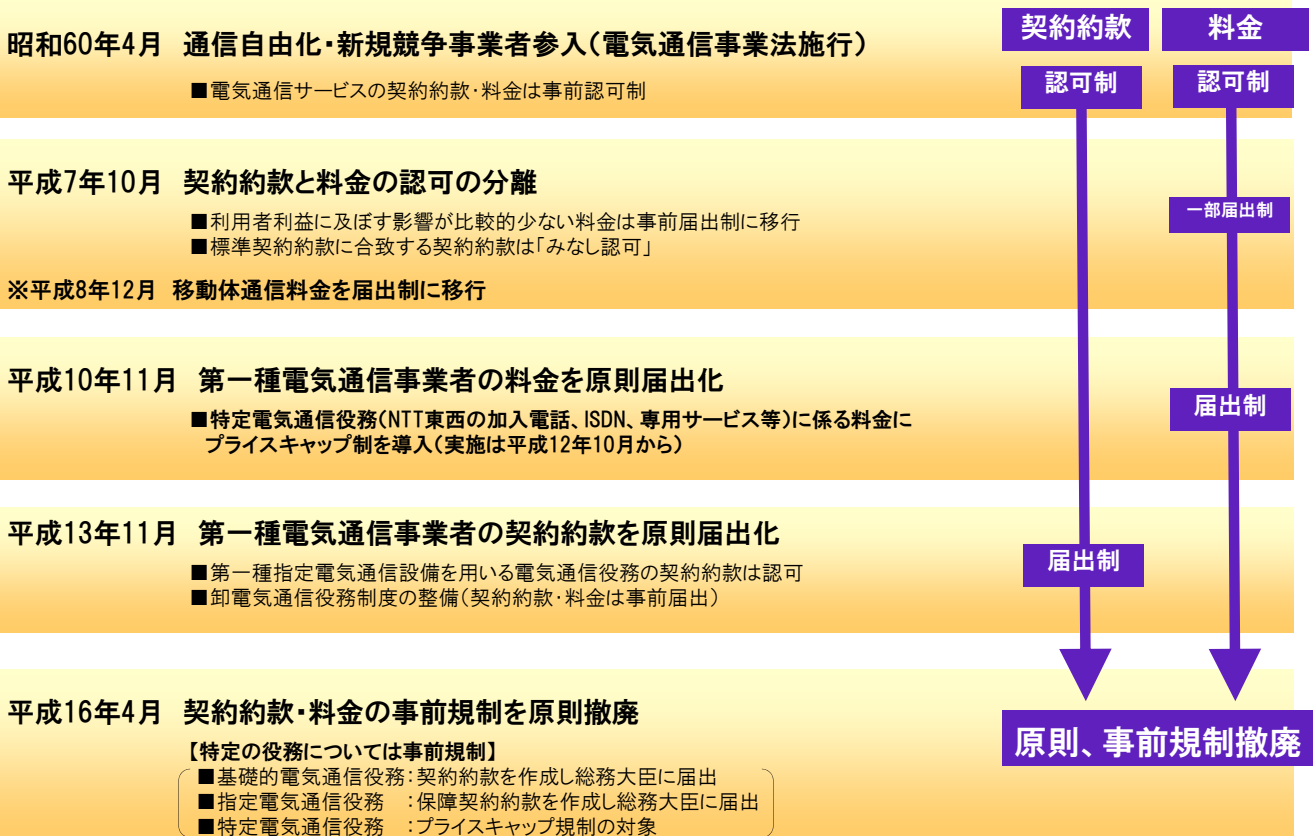 契約約款 料金
昭和60年4月 通信自由化・新規競争事業者参入(電気通信事業法施行)
認可制 認可制
■電気通信サービスの契約約款・料金は事前認可制
平成7年10月 契約約款と料金の認可の分離
■利用者利益に及ぼす影響が比較的少ない料金は事前届出制に移行
一部届出制
■標準契約約款に合致する契約約款は「みなし認可」
※平成8年12月 移動体通信料金を届出制に移行
平成10年11月 第一種電気通信事業者の料金を原則届出化
届出制
■特定電気通信役務(NTT東西の加入電話、ISDN、専用サービス等)に係る料金に
プライスキャップ制を導入(実施は平成12年10月から)
平成13年11月 第一種電気通信事業者の契約約款を原則届出化
届出制
■第一種指定電気通信設備を用いる電気通信役務の契約約款は認可
■卸電気通信役務制度の整備(契約約款・料金は事前届出)
平成16年4月 契約約款・料金の事前規制を原則撤廃
原則、事前規制撤廃
【特定の役務については事前規制】
■基礎的電気通信役務:契約約款を作成し総務大臣に届出
■指定電気通信役務 :保障契約約款を作成し総務大臣に届出
■特定電気通信役務 :プライスキャップ規制の対象